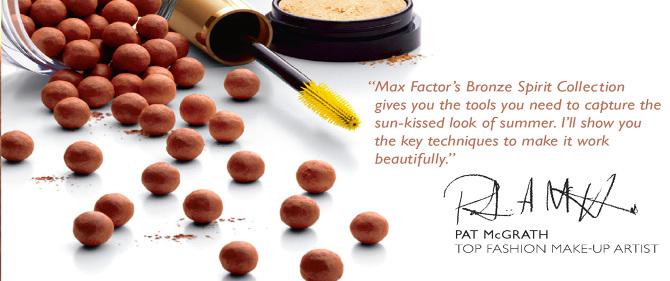 “Max Factor’s Bronze Spirit Collection
gives you the tools you need to capture the
sun-kissed look of summer. I’ll show you
the key techniques to make it work
beautifully.”
PAT McGRATH
TOP FASHION MAKE-UP ARTIST